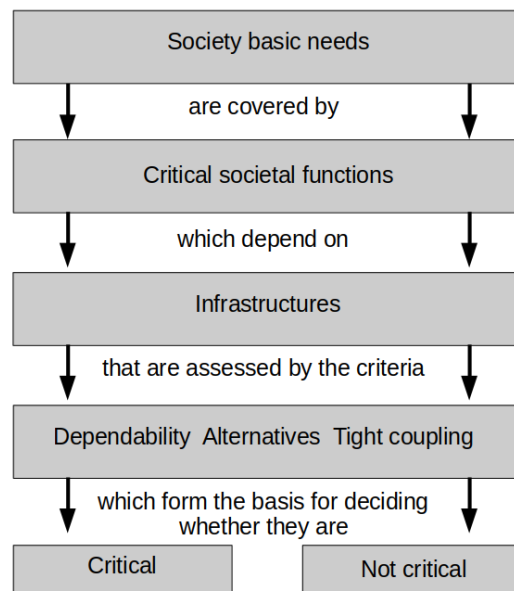 Society basic needs
are covered by
Critical societal functions
which depend on
Infrastructures
that are assessed by the criteria
Dependability Alternatives Tight coupling
which form the basis for deciding
whether they are
Critical
Not critical